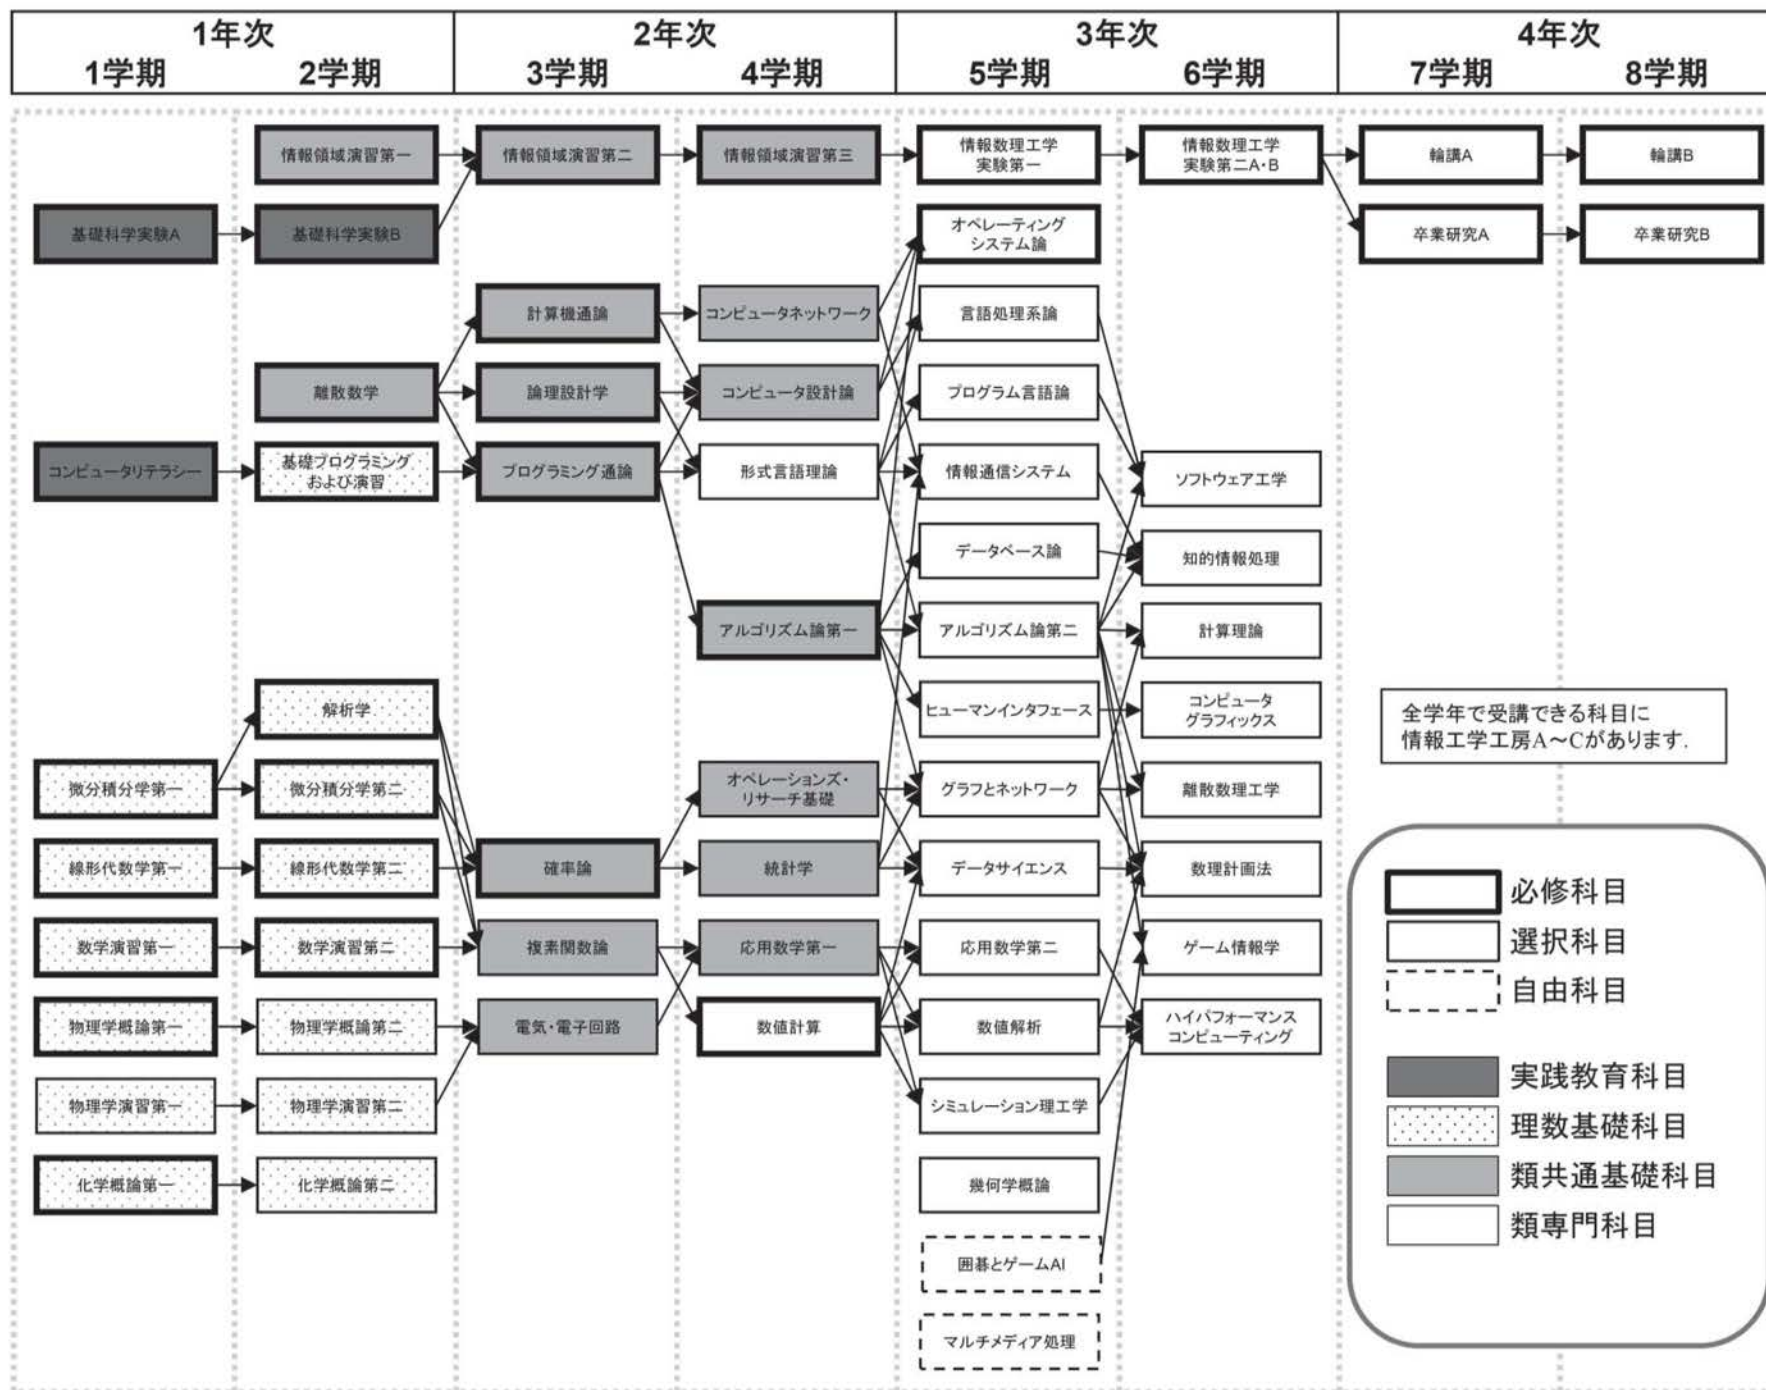 1年次
2年次
3年次
4年次
1学期
2学期
3学期
4学期
5学期
6学期
7学期
8学期
情報領域演習第一
情報領域演習第二
情報領域演習第三
情報数理工学
実験第一
情報数理工学
実験第二A・B
輪講A
輪講B
基礎科学実験A
基礎科学実験B
オペレーティング
システム論
卒業研究A
卒業研究B
計算機通論
コンピュータネットワーク
言語処理系論
離散数学
論理設計学
コンピュータ設計論
プログラム言語論
コンピュータリテラシー
基礎プログラミング
および演習
プログラミング通論
形式言語理論
情報通信システム
ソフトウェア工学
データベース論
知的情報処理
アルゴリズム論第一
アルゴリズム論第二
計算理論
解析学
ヒューマンインタフェース
コンピュータ
グラフィックス
全学年で受講できる科目に
情報工学工房A～Cがあります.
微分積分学第一
微分積分学第二
オペレーションズ・
リサーチ基礎
グラフとネットワーク
離散数理工学
線形代数学第一
線形代数学第二
確率論
統計学
データサイエンス
数理計画法
数学演習第一
数学演習第二
複素関数論
応用数学第一
応用数学第二
ゲーム情報学
物理学概論第一
物理学概論第二
電気・電子回路
数値計算
数値解析
ハイパフォーマンス
コンピューティング
物理学演習第一
物理学演習第二
シミュレーション理工学
化学概論第一
化学概論第二
幾何学概論
囲碁とゲームAI
マルチメディア処理
必修科目
選択科目
自由科目
実践教育科目
理数基礎科目
類共通基礎科目
類専門科目